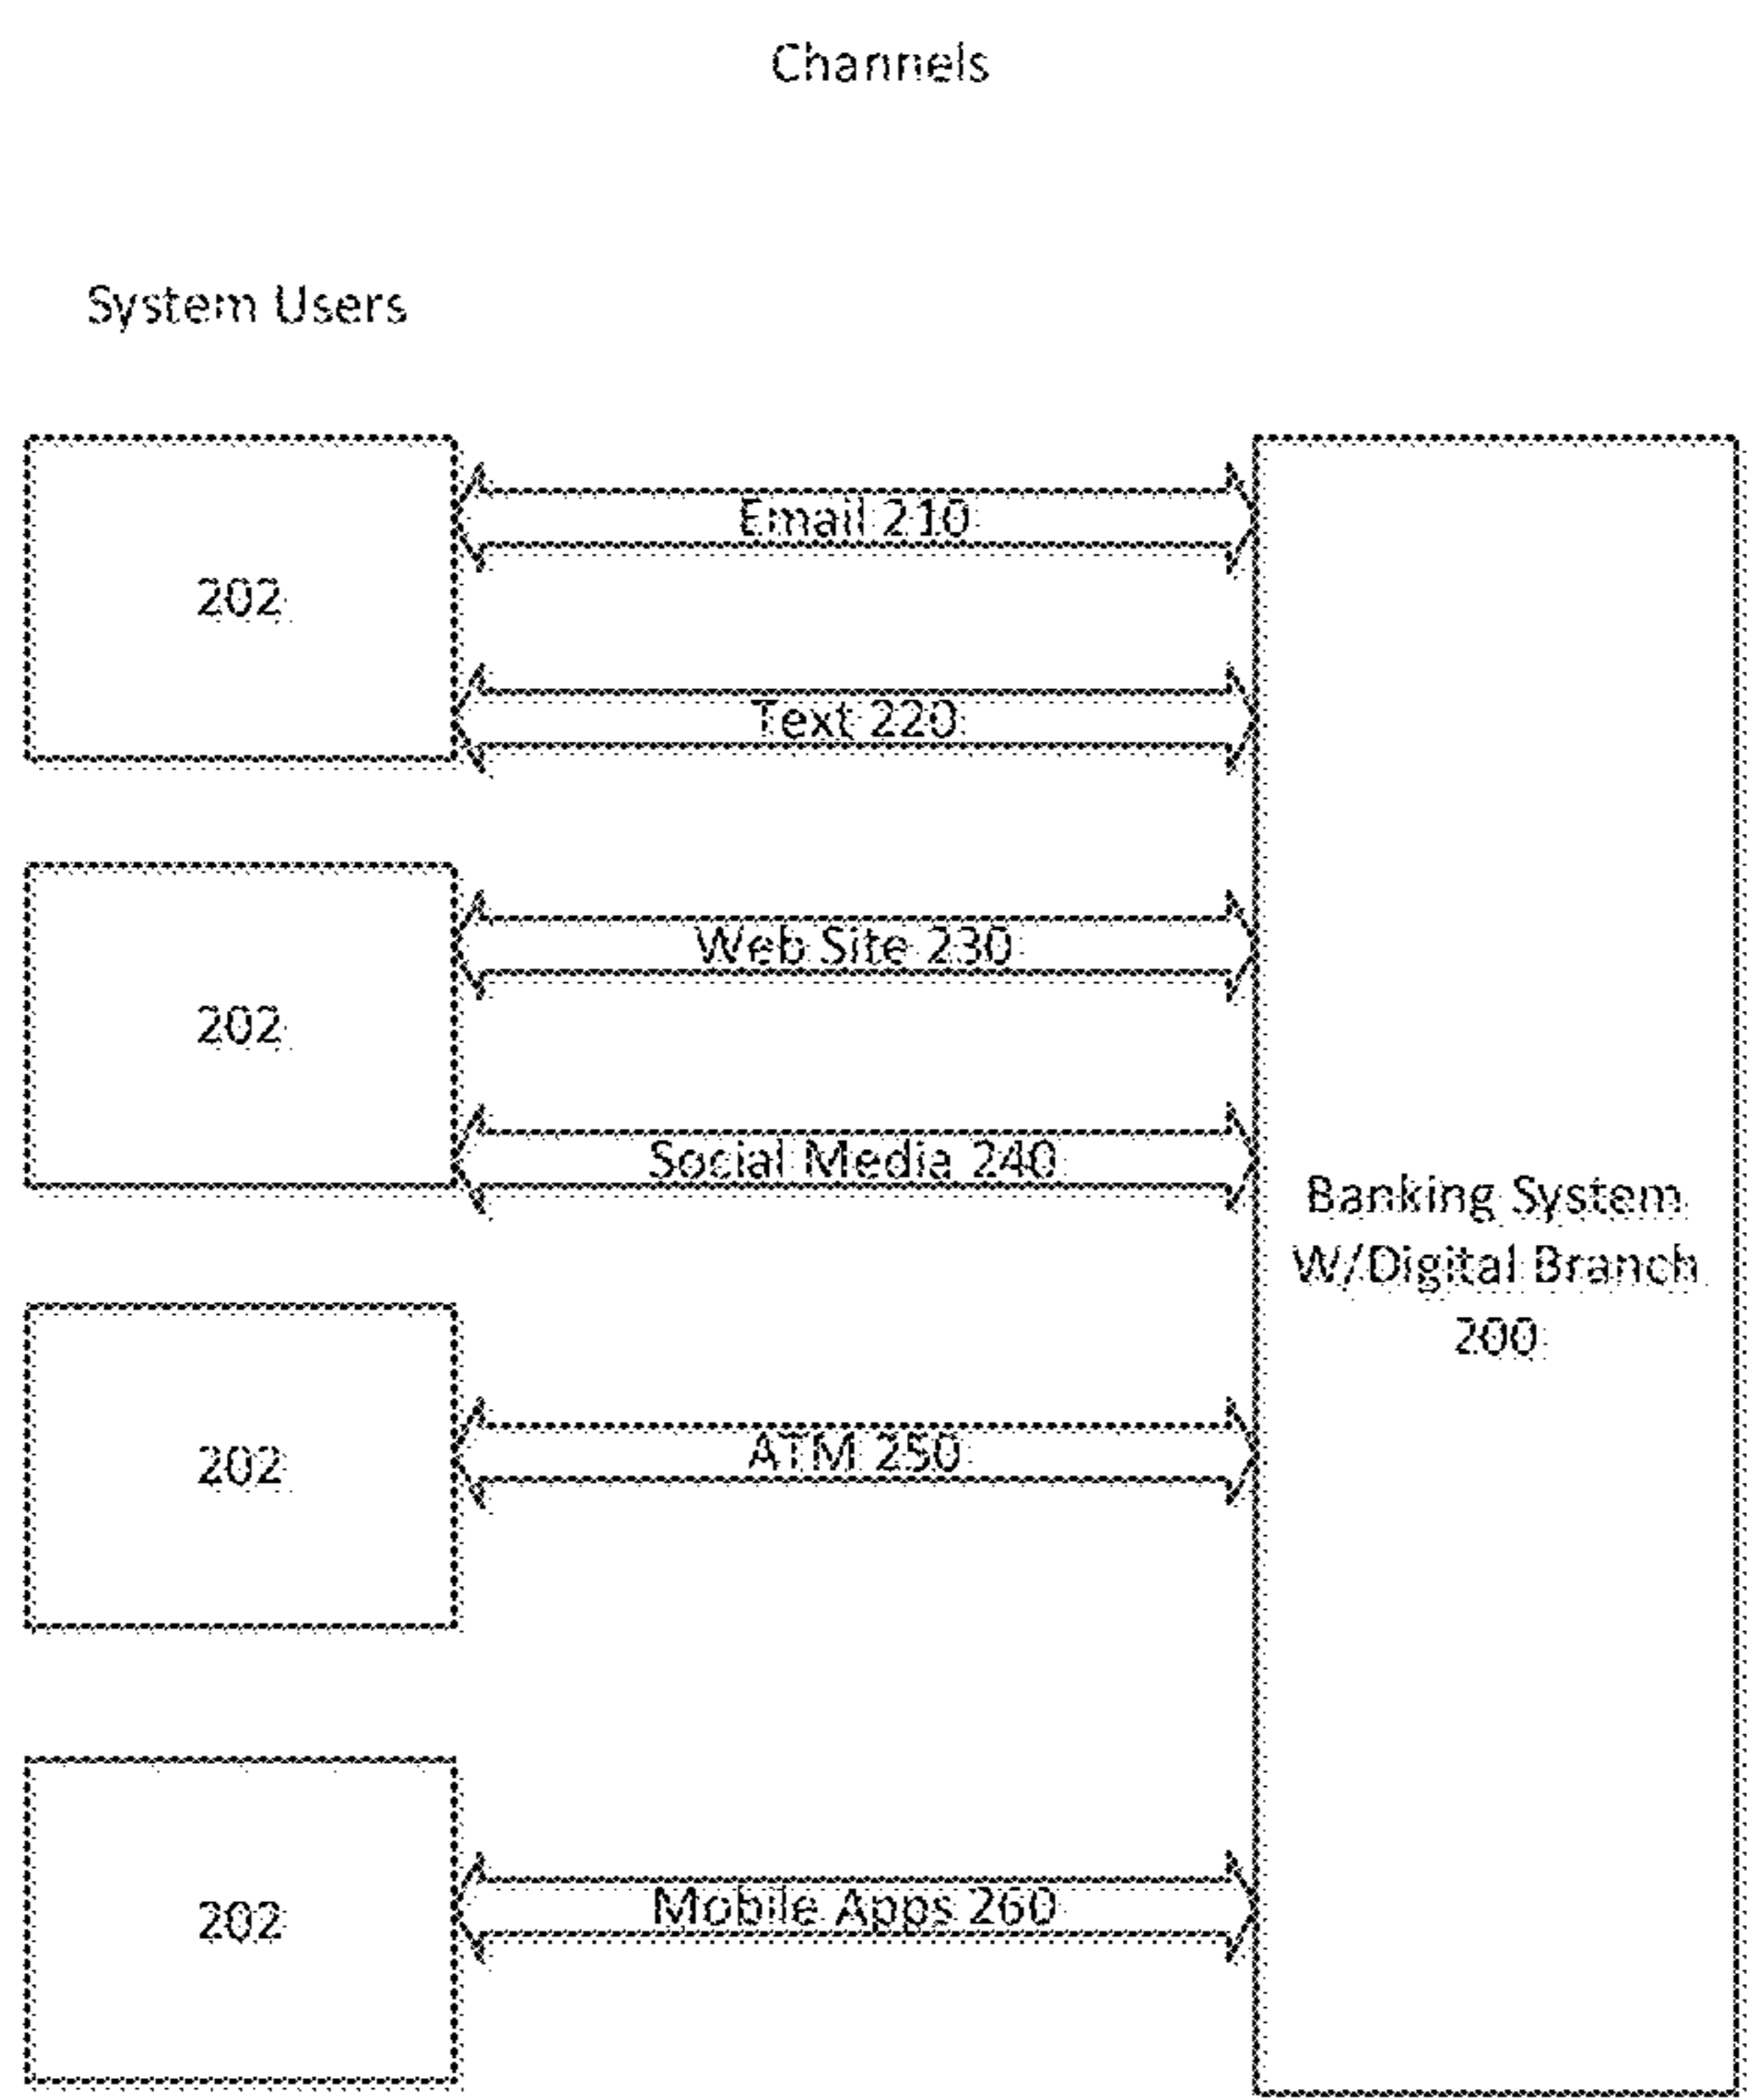 Channels
System Users
202
Email 210
Text 220
202
Web Site 230
Social Media 240
202
ATM 250
202
Mobile Apps 260
Banking System
W/Digital Branch
200